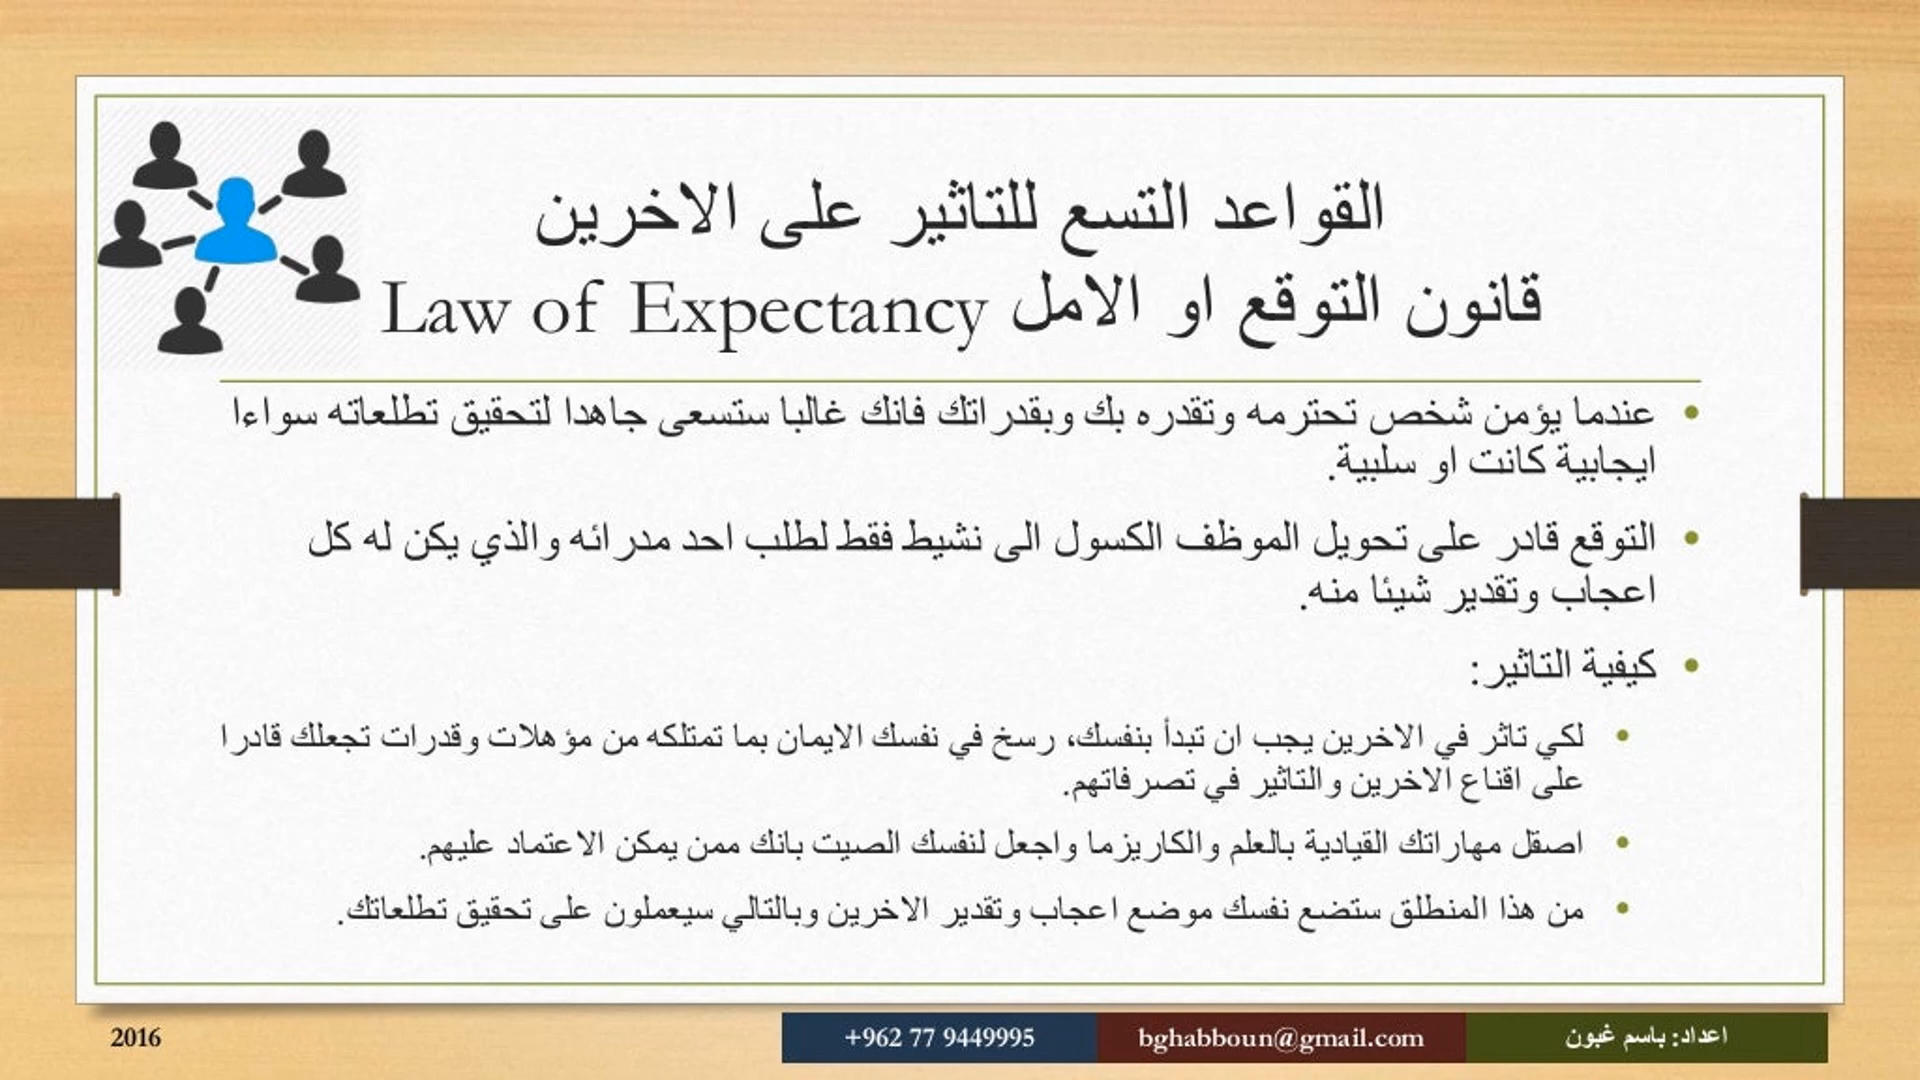 القواعد التسع للتاثير على الاخرين
قانون التوقع او الامل Law of Expectancy
• عندما يؤمن شخص تحترمه وتقدره بك وبقدراتك فانك غالبا ستسعى جاهدا لتحقيق تطلعاته سواءا
ايجابية كانت او سلبية.
• التوقع قادر على تحويل الموظف الكسول الى نشيط فقط لطلب احد مدرائه والذي يكن له كل
اعجاب وتقدير شيئا منه.
• كيفية التاثير:
• لكي تاثر في الاخرين يجب ان تبدأ بنفسك، رسخ في نفسك الايمان بما تمتلكه من مؤهلات وقدرات تجعلك قادرا
على اقناع الاخرين والتاثير في تصرفاتهم.
• اصقل مهاراتك القيادية بالعلم والكاريزما واجعل لنفسك الصيت بانك ممن يمكن الاعتماد عليهم.
• من هذا المنطلق ستضع نفسك موضع اعجاب وتقدير الاخرين وبالتالي سيعملون على تحقيق تطلعاتك.
اعداد: باسم غبون
bghabboun@gmail.com
+962 77 9449995
2016